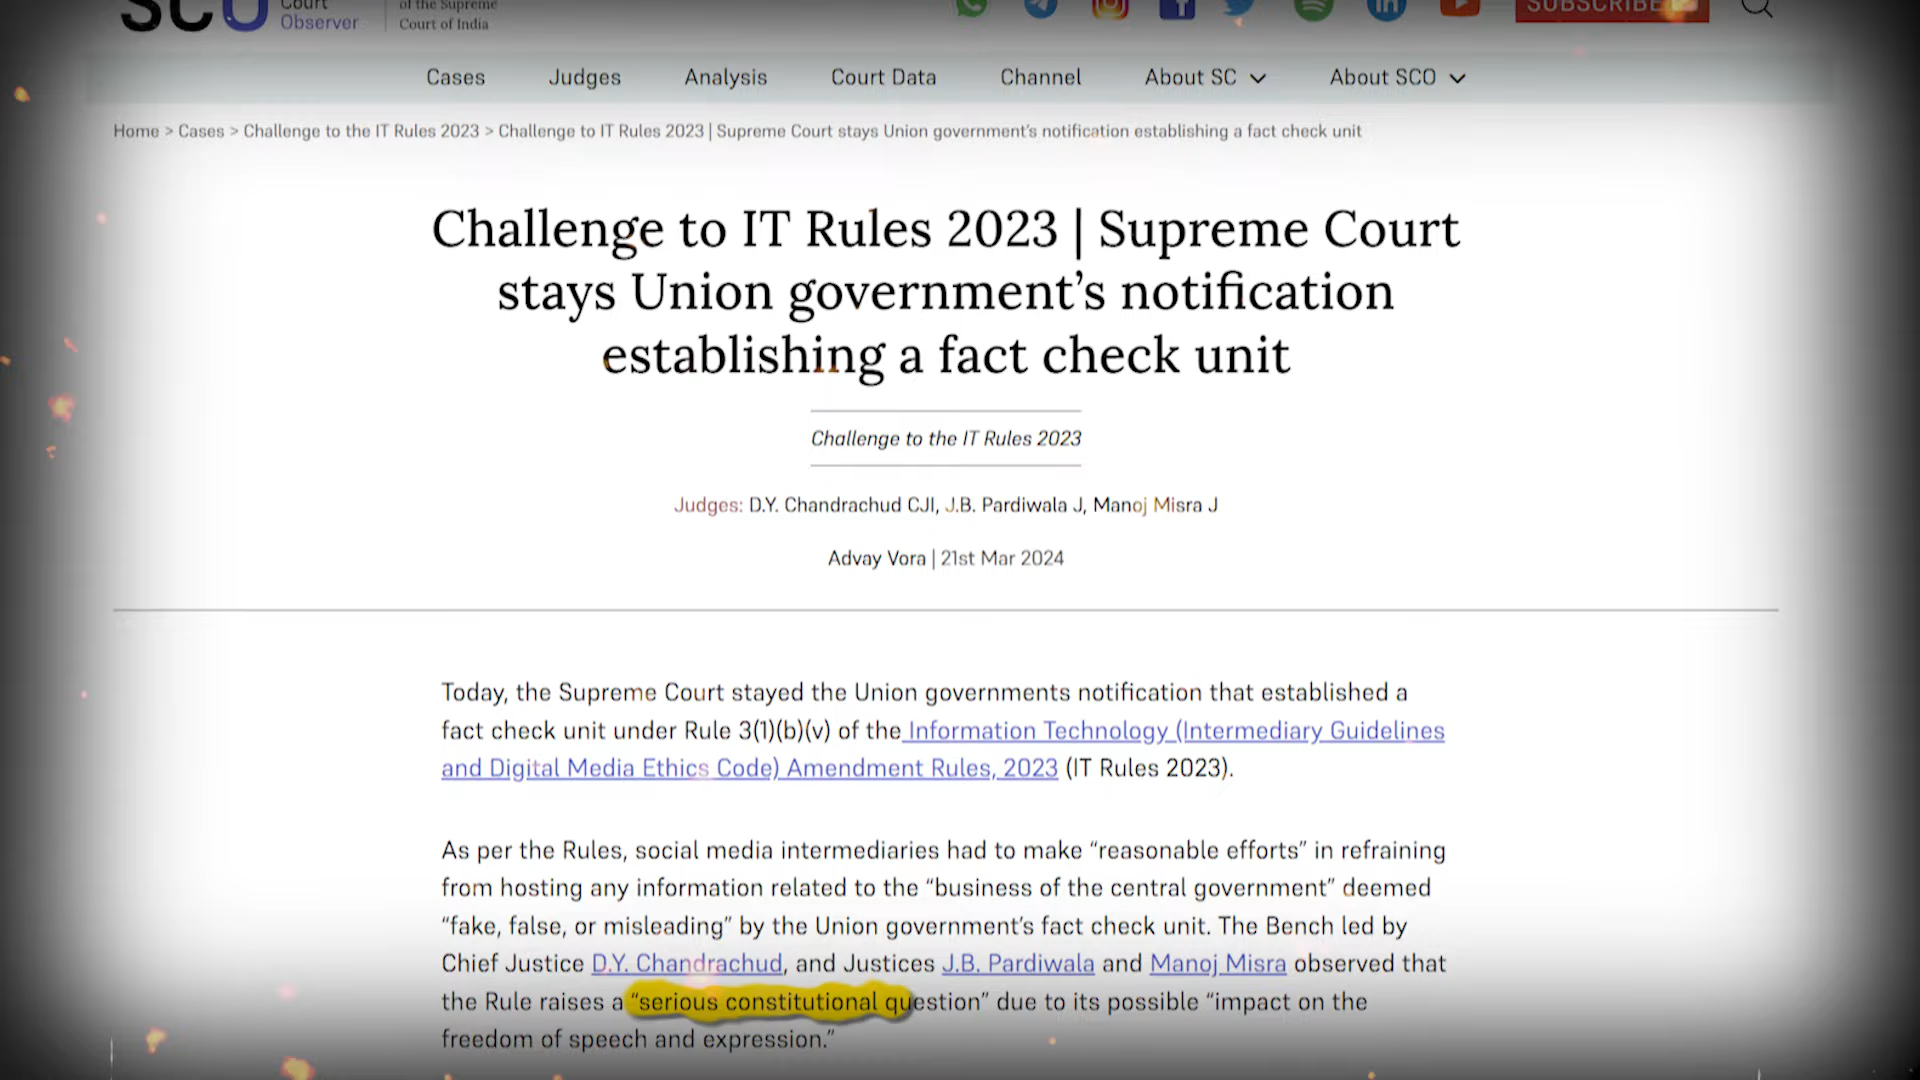 SCO Court of the Supreme
Observer Court of India
SUBSCRIBE
Cases Judges Analysis Court Data Channel About SC About SCO
Home > Cases > Challenge to the IT Rules 2023 > Challenge to IT Rules 2023 | Supreme Court stays Union government’s notification establishing a fact check unit
Challenge to IT Rules 2023 | Supreme Court
stays Union government’s notification
establishing a fact check unit
Challenge to the IT Rules 2023
Judges: D.Y. Chandrachud CJI, J.B. Pardiwala J, Manoj Misra J
Advay Vora | 21st Mar 2024
Today, the Supreme Court stayed the Union governments notification that established a
fact check unit under Rule 3(1)(b)(v) of the Information Technology (Intermediary Guidelines
and Digital Media Ethics Code) Amendment Rules, 2023 (IT Rules 2023).
As per the Rules, social media intermediaries had to make “reasonable efforts” in refraining
from hosting any information related to the “business of the central government” deemed
“fake, false, or misleading” by the Union government’s fact check unit. The Bench led by
Chief Justice D.Y. Chandrachud, and Justices J.B. Pardiwala and Manoj Misra observed that
the Rule raises a “serious constitutional question” due to its possible “impact on the
freedom of speech and expression.”